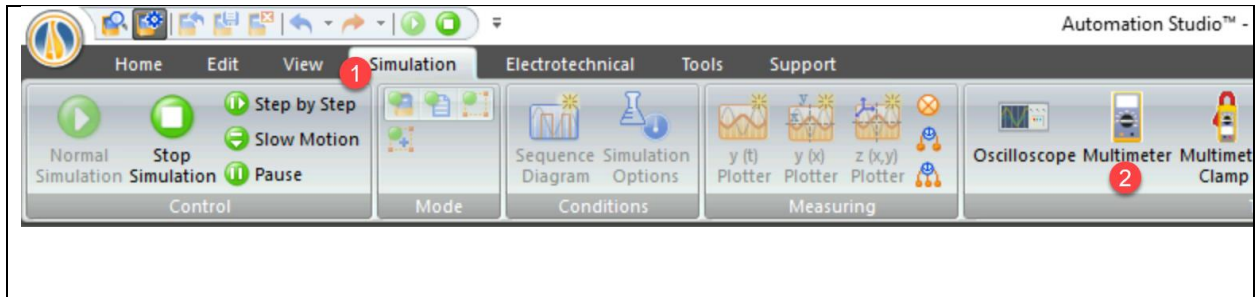 Automation Studio™ -
Home Edit View Simulation Electrotechnical Tools Support
1
Normal Simulation
Stop Simulation
Step by Step
Slow Motion
Pause
Control
Mode
Sequence Diagram
Simulation Options
Conditions
y (t) Plotter
y (x) Plotter
z (x,y) Plotter
Measuring
Oscilloscope
Multimeter
2
Multimet
Clamp